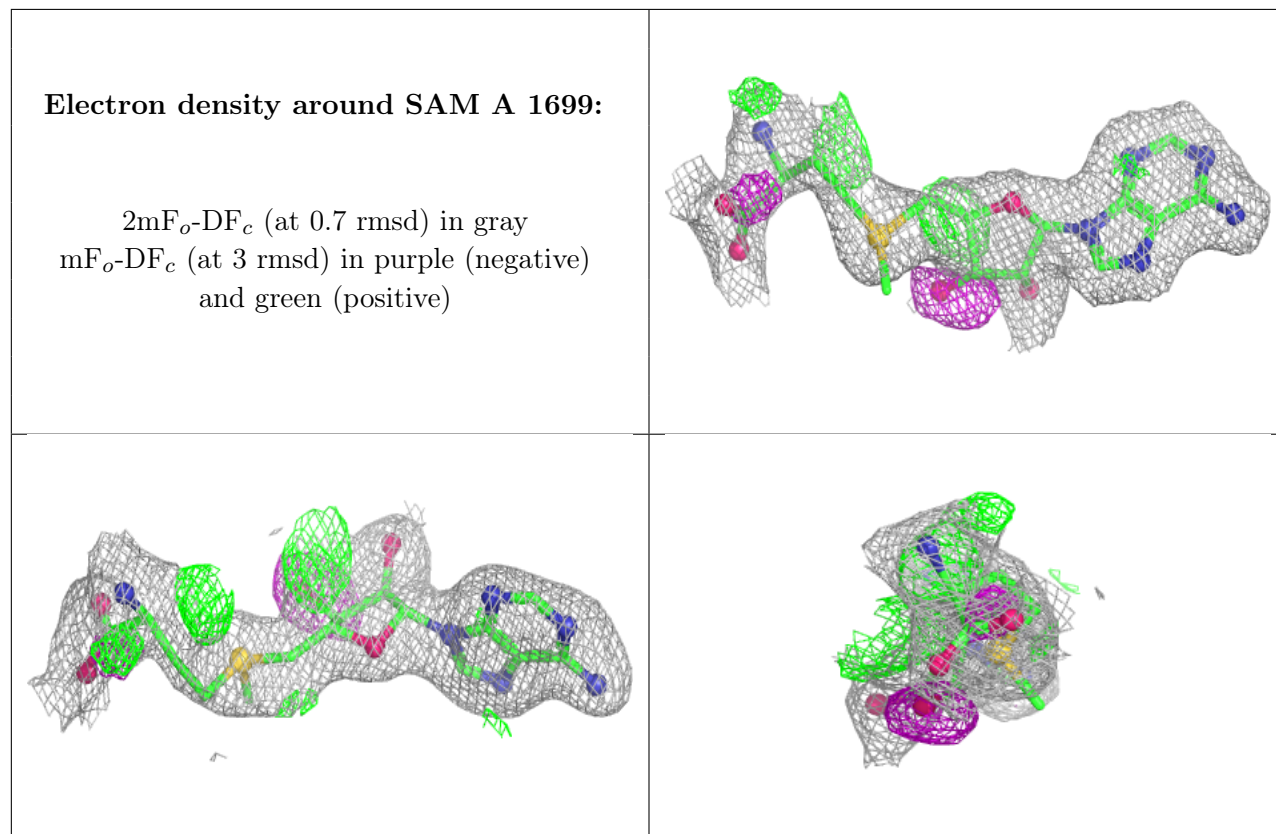 Electron density around SAM A 1699:
2mFo-DFc (at 0.7 rmsd) in gray
mFo-DFc (at 3 rmsd) in purple (negative)
and green (positive)